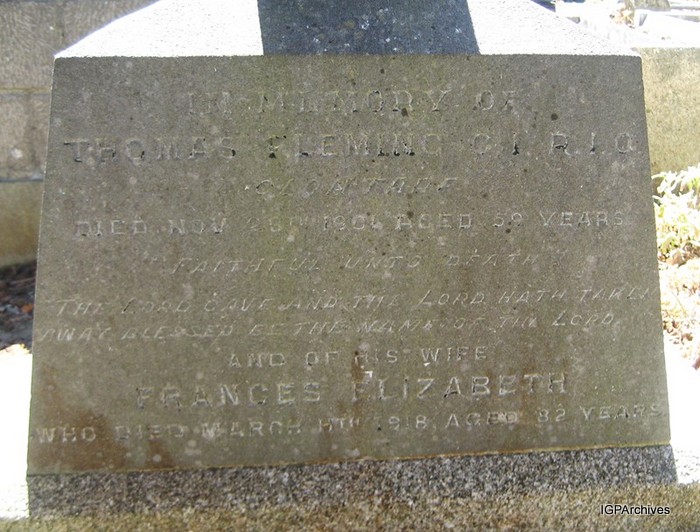 IN MEMORY OF
THOMAS FLEMING C.I. R.I.C
CLONTARF
DIED NOV 1904 AGED 59 YEARS
"FAITHFUL UNTO DEATH"
"THE LORD GAVE AND THE LORD HATH TAKEN
AWAY BLESSED BE THE NAME OF THE LORD"
AND OF HIS WIFE
FRANCES ELIZABETH
WHO DIED MARCH 11TH 1918 AGED 82 YEARS
IGPArchives